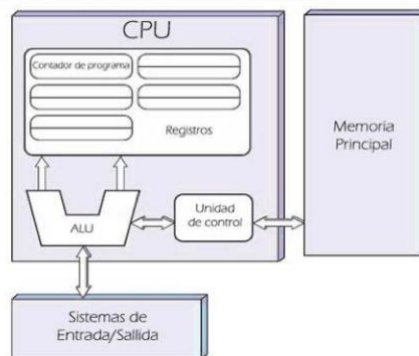 CPU
Contador de programa
Registros
ALU
Unidad
de control
Memoria
Principal
Sistemas de
Entrada/Sallida